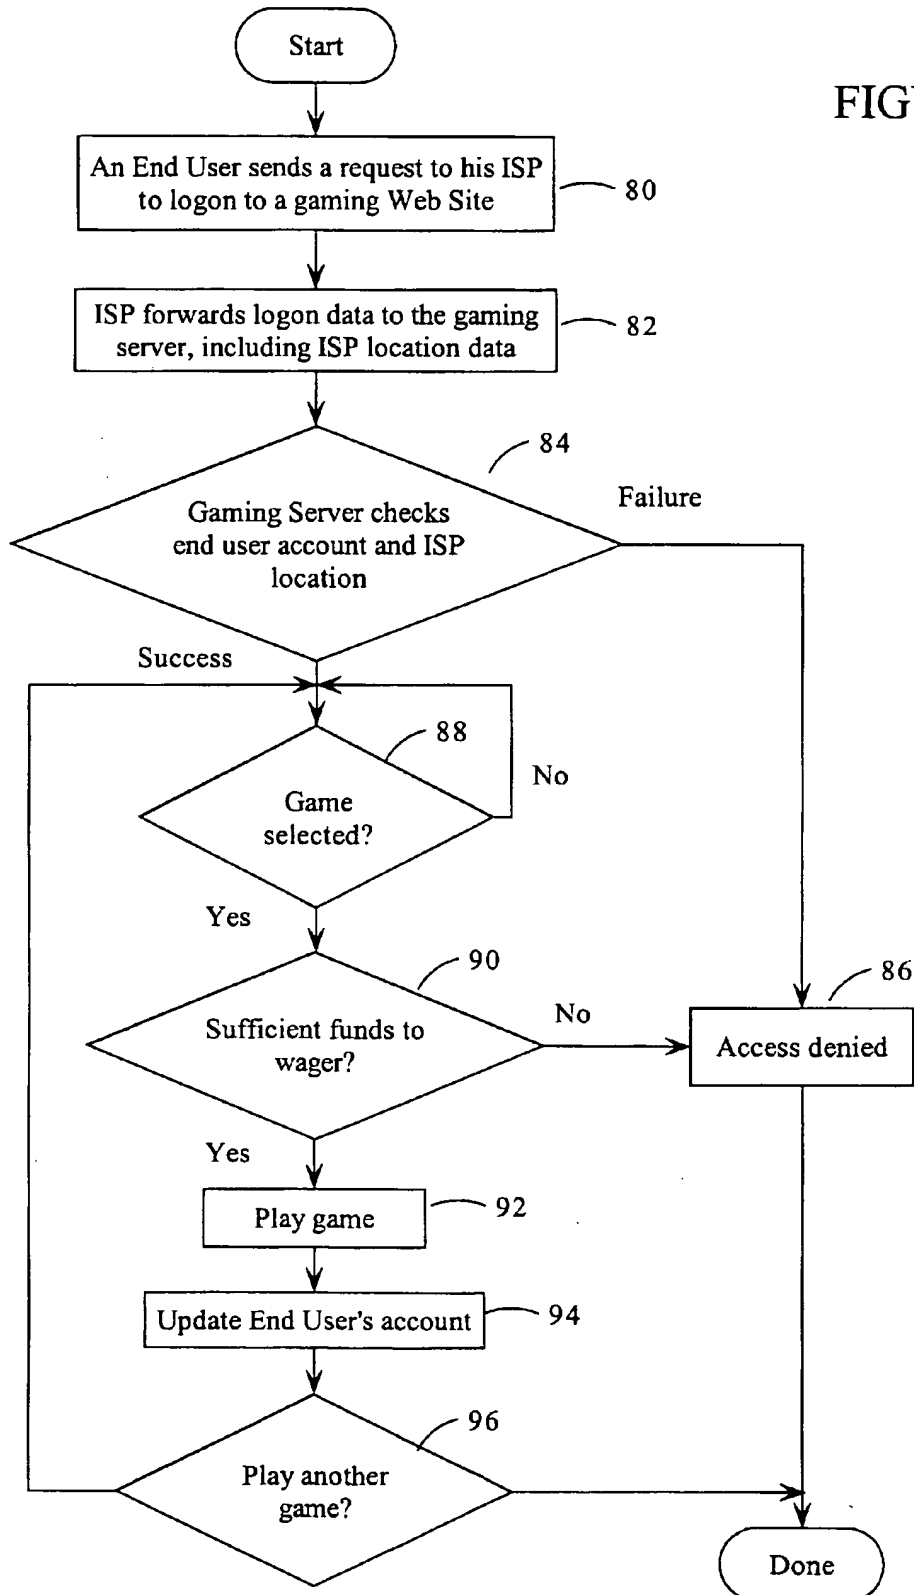 Start
FIG
An End User sends a request to his ISP
to logon to a gaming Web Site
80
ISP forwards logon data to the gaming
server, including ISP location data
82
84
Failure
Gaming Server checks
end user account and ISP
location
Success
88
No
Game
selected?
Yes
90
86
No
Sufficient funds to
wager?
Access denied
Yes
Play game
92
Update End User's account
94
96
Play another
game?
Done